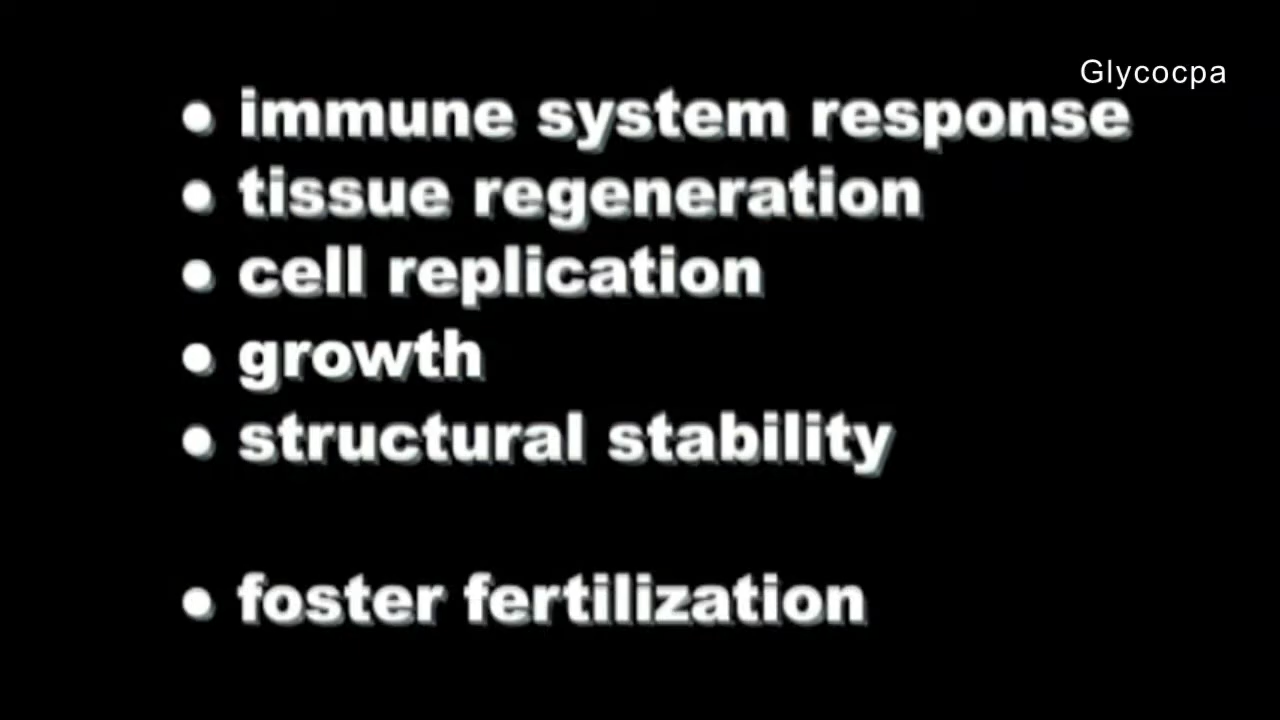 Glycocpa
• immune system response
• tissue regeneration
• cell replication
• growth
• structural stability
• foster fertilization